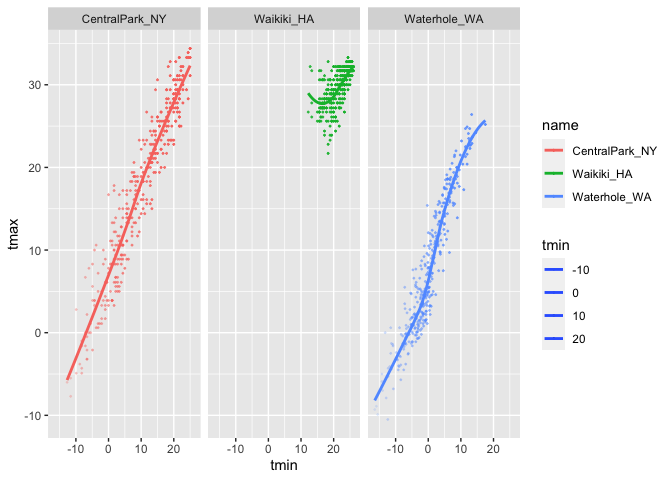 CentralPark_NY Waikiki_HA Waterhole_WA
30
20
10
0
-10
tmax
-10 0 10 20 -10 0 10 20 -10 0 10 20
tmin
name
CentralPark_NY
Waikiki_HA
Waterhole_WA
tmin
-10
0
10
20